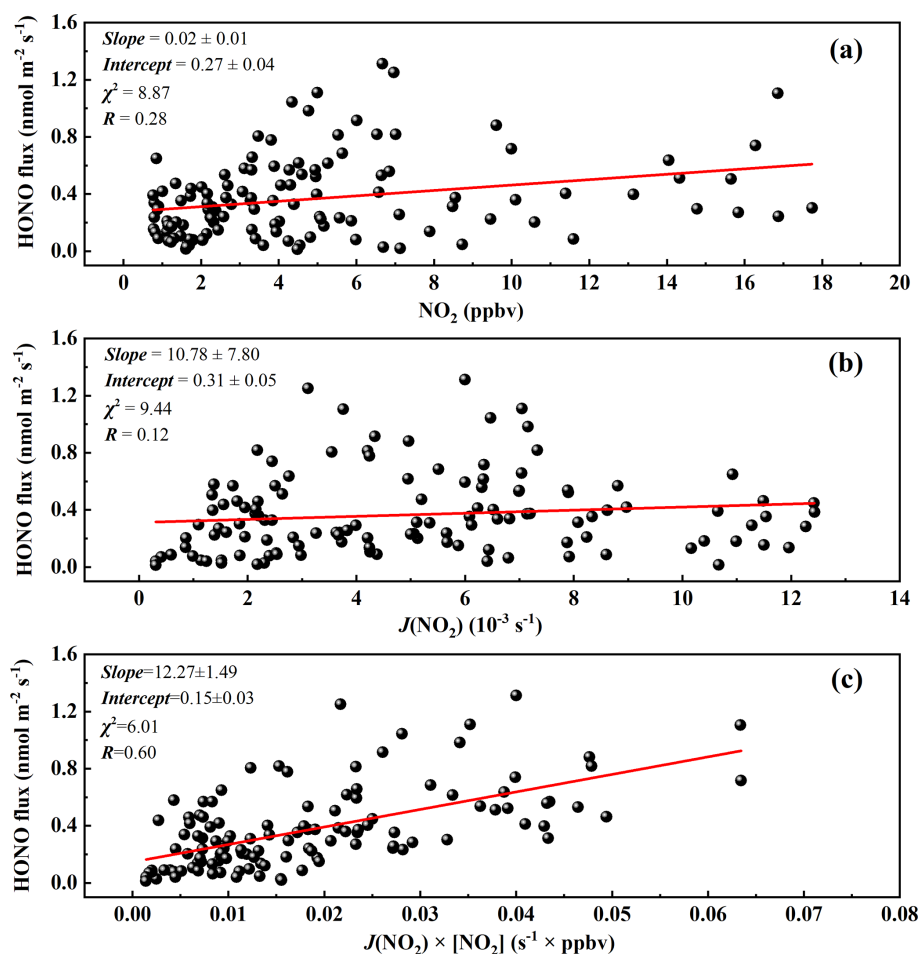 (a)
Slope = 0.02 ± 0.01
Intercept = 0.27 ± 0.04
χ² = 8.87
R = 0.28
HONO flux (nmol m⁻² s⁻¹)
1.6
1.2
0.8
0.4
0.0
0 2 4 6 8 10 12 14 16 18 20
NO₂ (ppbv)
(b)
Slope = 10.78 ± 7.80
Intercept = 0.31 ± 0.05
χ² = 9.44
R = 0.12
HONO flux (nmol m⁻² s⁻¹)
1.6
1.2
0.8
0.4
0.0
0 2 4 6 8 10 12 14
J(NO₂) (10⁻³ s⁻¹)
(c)
Slope=12.27±1.49
Intercept=0.15±0.03
χ²=6.01
R=0.60
HONO flux (nmol m⁻² s⁻¹)
1.6
1.2
0.8
0.4
0.0
0.00 0.01 0.02 0.03 0.04 0.05 0.06 0.07 0.08
J(NO₂) × [NO₂] (s⁻¹ × ppbv)